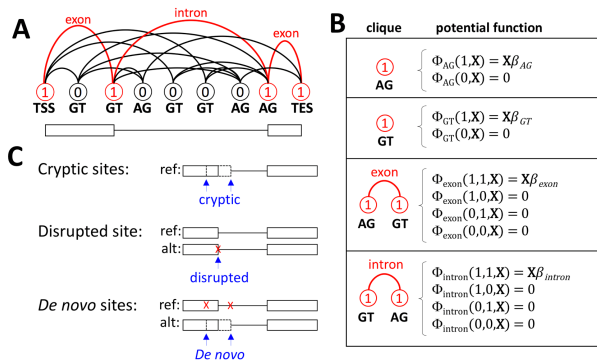 A
exon
intron
exon
1 0 1 0 0 0 0 1 1
TSS GT GT AG GT GT AG AG TES
B
clique
potential function
1
AG
Φ_AG(1,X) = Xβ_AG
Φ_AG(0,X) = 0
1
GT
Φ_GT(1,X) = Xβ_GT
Φ_GT(0,X) = 0
exon
1 1
AG GT
Φ_exon(1,1,X) = Xβ_exon
Φ_exon(1,0,X) = 0
Φ_exon(0,1,X) = 0
Φ_exon(0,0,X) = 0
intron
1 1
GT AG
Φ_intron(1,1,X) = Xβ_intron
Φ_intron(1,0,X) = 0
Φ_intron(0,1,X) = 0
Φ_intron(0,0,X) = 0
C
Cryptic sites:
ref:
cryptic
Disrupted site:
ref:
alt:
X
disrupted
De novo sites:
ref:
X X
alt:
De novo